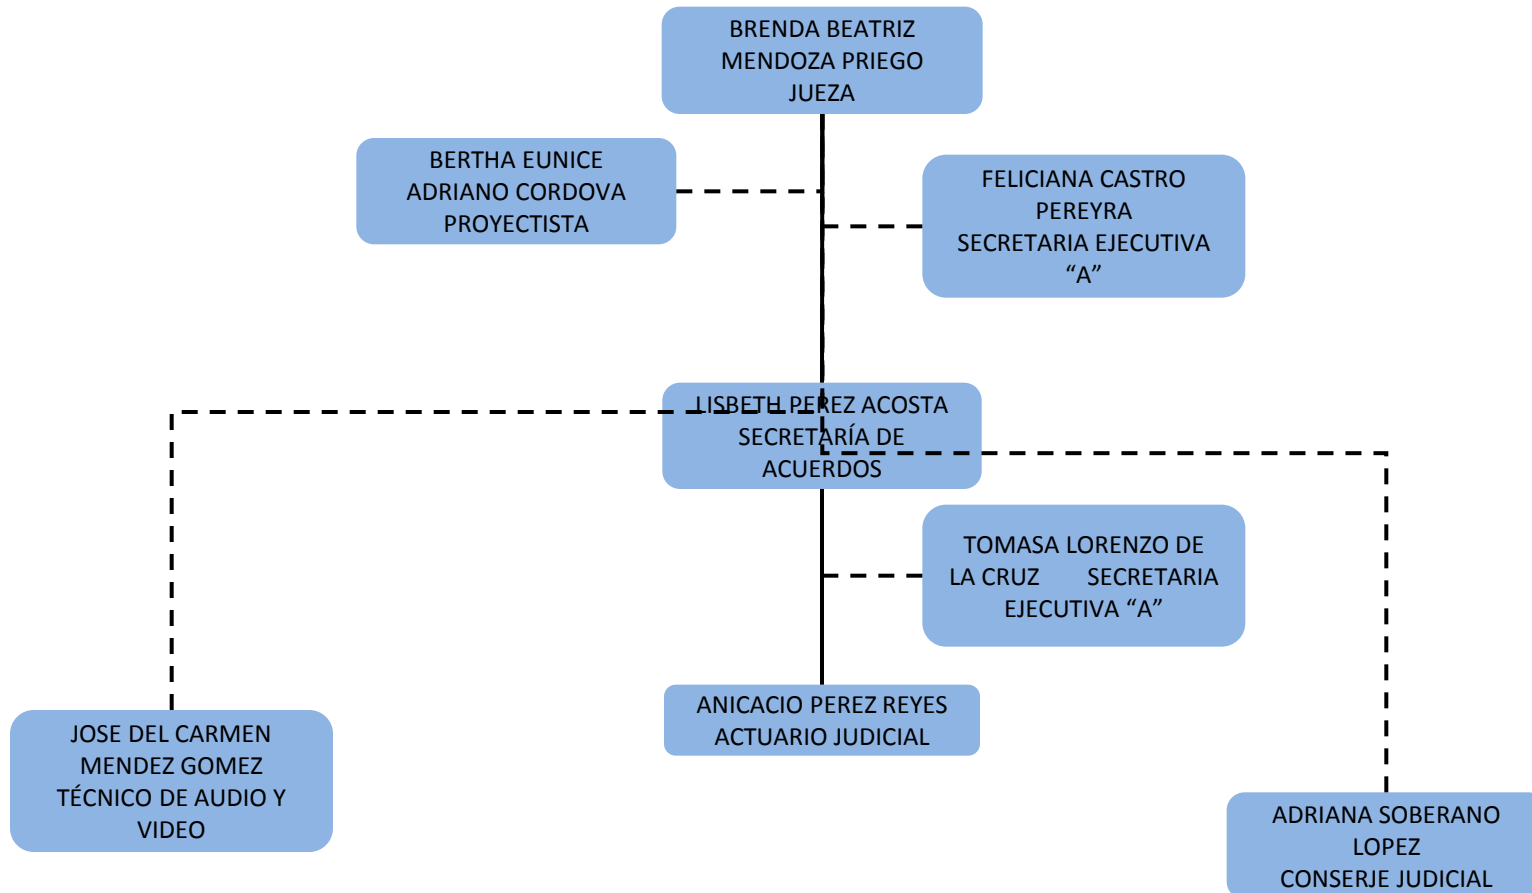 BRENDA BEATRIZ
MENDOZA PRIEGO
JUEZA
BERTHA EUNICE
ADRIANO CORDOVA
PROYECTISTA
FELICIANA CASTRO
PEREYRA
SECRETARIA EJECUTIVA
“A”
LISBETH PEREZ ACOSTA
SECRETARÍA DE
ACUERDOS
TOMASA LORENZO DE
LA CRUZ SECRETARIA
EJECUTIVA “A”
ANICACIO PEREZ REYES
ACTUARIO JUDICIAL
JOSE DEL CARMEN
MENDEZ GOMEZ
TÉCNICO DE AUDIO Y
VIDEO
ADRIANA SOBERANO
LOPEZ
CONSERJE JUDICIAL